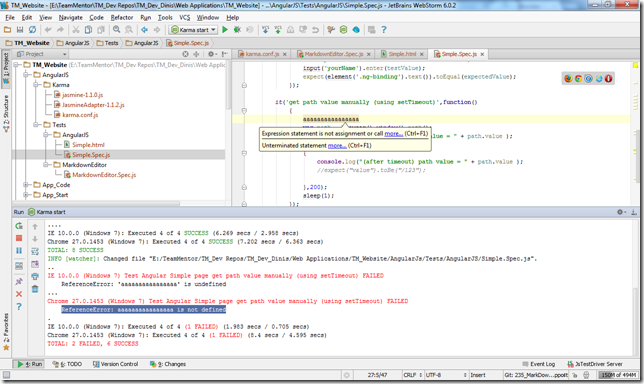 TM_Website - [E:\TeamMentor\TM_Dev Repos\TM_Dev_Dinis\Web Applications\TM_Website] - ...\AngularJS\Tests\AngularJS\Simple.Spec.js - JetBrains WebStorm 6.0.2
File Edit View Navigate Code Refactor Run Tools VCS Window Help
Karma start
TM_Website AngularJS Tests AngularJS Simple.Spec.js
Project
karma.conf.js MarkdownEditor.Spec.js Simple.html Simple.Spec.js
1: Project
2: Structure
2: Favorites
TM_Website (E:\TeamMentor\TM_Dev Repos\TM_Dev_Dinis\Web Appl
AngularJS
Karma
jasmine-1.1.0.js
JasmineAdapter-1.1.2.js
karma.conf.js
Tests
AngularJS
Simple.html
Simple.Spec.js
MarkdownEditor
MarkdownEditor.Spec.js
App_Code
App_Start
input('yourName').enter(testValue);
expect(element('.ng-binding').text()).toEqual(expectedValue);
});
it('get path value manually (using setTimeout)',function()
{
aaaaaaaaaaaaaaaa
Expression statement is not assignment or call more... (Ctrl+F1)
Unterminated statement more... (Ctrl+F1)
value = " + path.value );
{
console.log("(after timeout) path value = " + path.value );
//expect("value").toBe("/123");
},200);
sleep(1);
});
Run Karma start
....
IE 10.0.0 (Windows 7): Executed 4 of 4 SUCCESS (6.269 secs / 2.958 secs)
Chrome 27.0.1453 (Windows 7): Executed 4 of 4 SUCCESS (7.202 secs / 6.363 secs)
TOTAL: 8 SUCCESS
INFO [watcher]: Changed file "E:/TeamMentor/TM_Dev Repos/TM_Dev_Dinis/Web Applications/TM_Website/AngularJs/Tests/AngularJS/Simple.Spec.js".
..
IE 10.0.0 (Windows 7) Test Angular Simple page get path value manually (using setTimeout) FAILED
ReferenceError: 'aaaaaaaaaaaaaaaa' is undefined
...
Chrome 27.0.1453 (Windows 7) Test Angular Simple page get path value manually (using setTimeout) FAILED
ReferenceError: aaaaaaaaaaaaaaaa is not defined
.
IE 10.0.0 (Windows 7): Executed 4 of 4 (1 FAILED) (1.983 secs / 0.705 secs)
Chrome 27.0.1453 (Windows 7): Executed 4 of 4 (1 FAILED) (8.4 secs / 4.595 secs)
TOTAL: 2 FAILED, 6 SUCCESS
4: Run 6: TODO Version Control 9: Changes Event Log JsTestDriver Server
27:5/47 CRLF UTF-8 Insert Git: 235_MarkDow...pport 150M of 494M